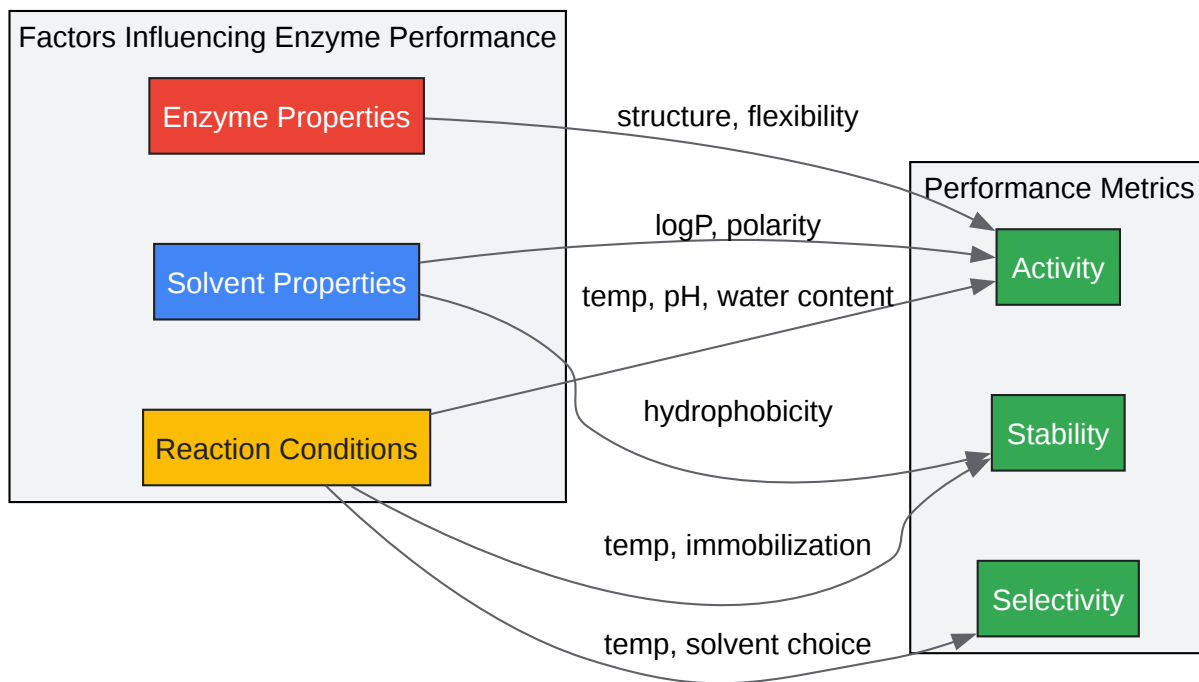 Factors Influencing Enzyme Performance
Enzyme Properties
structure, flexibility
Performance Metrics
logP, polarity
Activity
Solvent Properties
temp, pH, water content
hydrophobicity
Stability
Reaction Conditions
temp, immobilization
Selectivity
temp, solvent choice